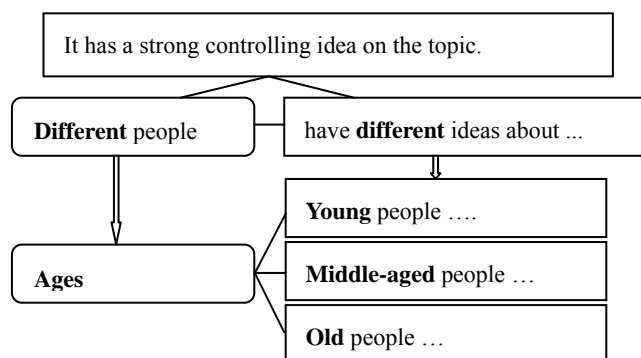 It has a strong controlling idea on the topic.
Different people
have different ideas about ...
Young people ….
Ages
Middle-aged people …
Old people …